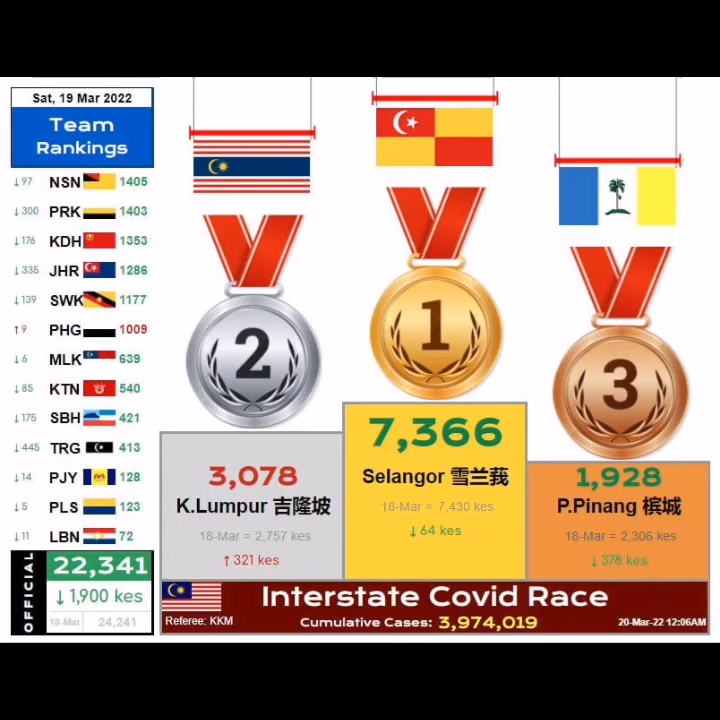 Sat, 19 Mar 2022
Team
Rankings
↓97 NSN 1405
↓300 PRK 1403
↓176 KDH 1353
↓335 JHR 1286
↓139 SWK 1177
↑9 PHG 1009
↓6 MLK 639
↓85 KTN 540
↓175 SBH 421
↓445 TRG 413
↓14 PJY 128
↓5 PLS 123
↓11 LBN 72
OFFICIAL
22,341
↓1,900 kes
18-Mar 24,241
2
3,078
K.Lumpur 吉隆坡
18-Mar = 2,757 kes
↑321 kes
1
7,366
Selangor 雪兰莪
18-Mar = 7,430 kes
↓64 kes
3
1,928
P.Pinang 槟城
18-Mar = 2,306 kes
↓378 kes
Interstate Covid Race
Referee: KKM
Cumulative Cases: 3,974,019
20-Mar-22 12:06AM